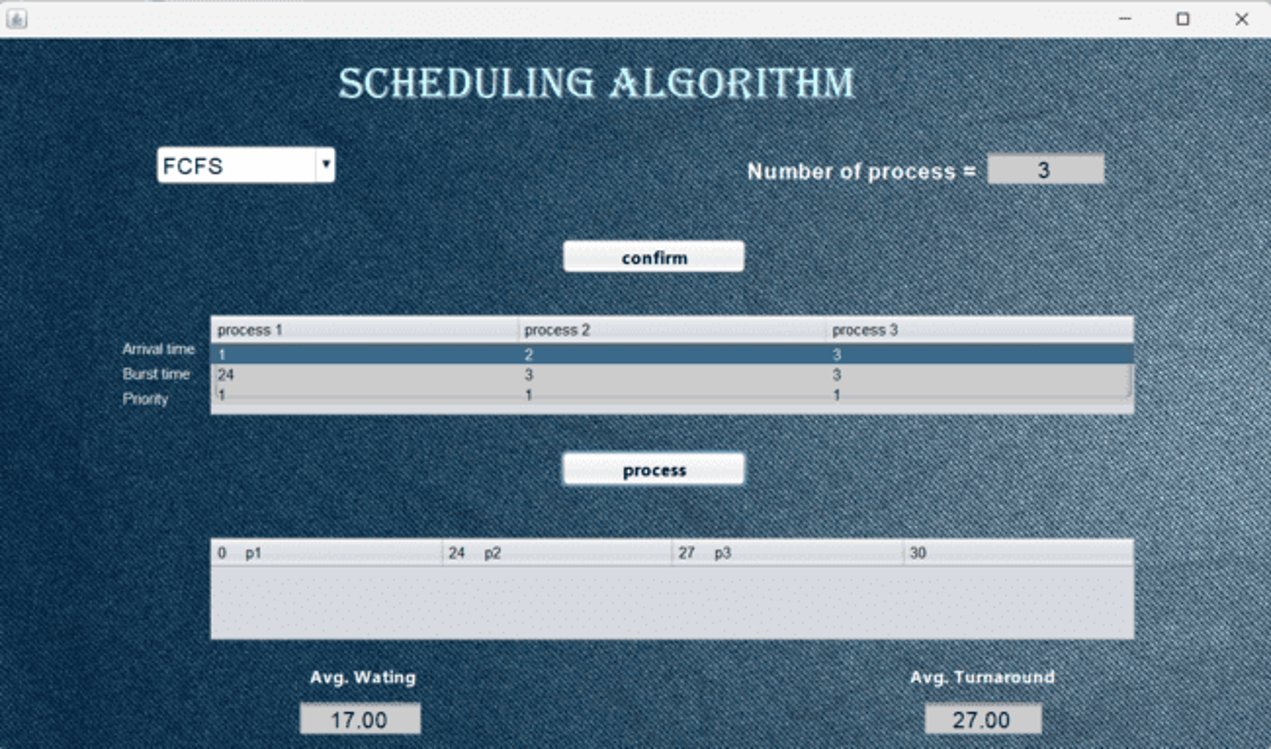 SCHEDULING ALGORITHM
FCFS
Number of process = 3
confirm
process 1 process 2 process 3
Arrival time 1 2 3
Burst time 24 3 3
Priority 1 1 1
process
0 p1 24 p2 27 p3 30
Avg. Wating Avg. Turnaround
17.00 27.00